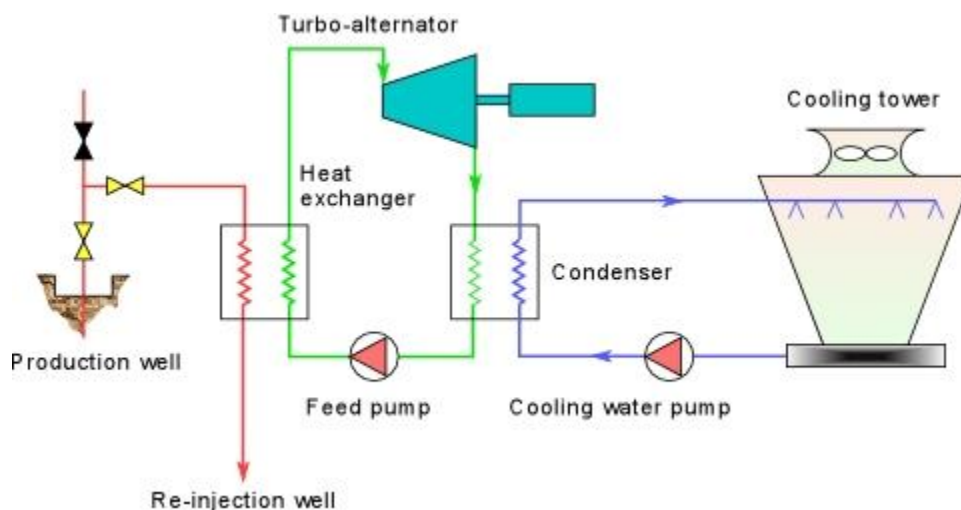 Turbo-alternator
Cooling tower
Heat
exchanger
Condenser
Production well
Feed pump
Cooling water pump
Re-injection well